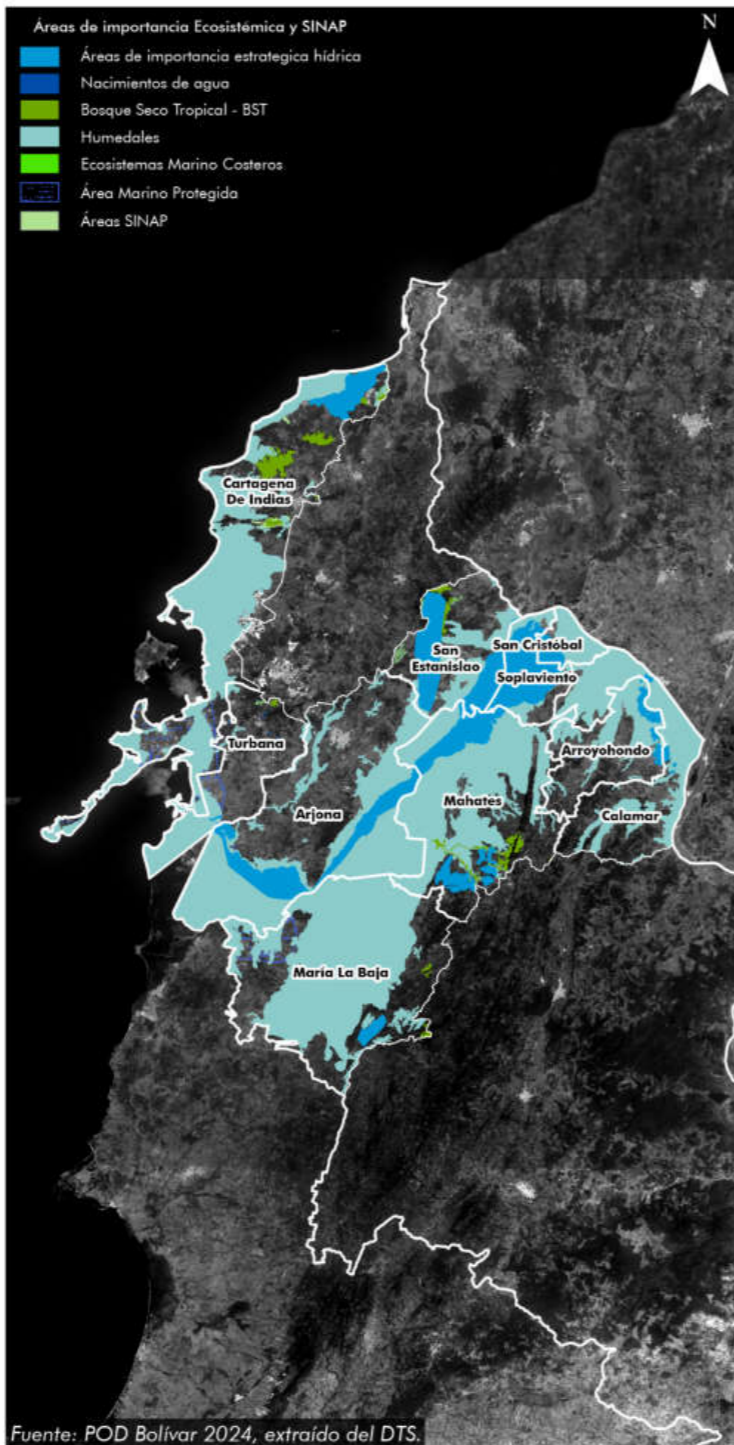 Áreas de importancia Ecosistémica y SINAP
N
Áreas de importancia estrategica hídrica
Nacimientos de agua
Bosque Seco Tropical - BST
Humedales
Ecosistemas Marino Costeros
Área Marino Protegida
Áreas SINAP
Cartagena
De Indias
San
Estanislao
San Cristóbal
Soplaviento
Turbana
Arroyohondo
Arjona
Mahates
Calamar
María La Baja
Fuente: POD Bolívar 2024, extraído del DTS.